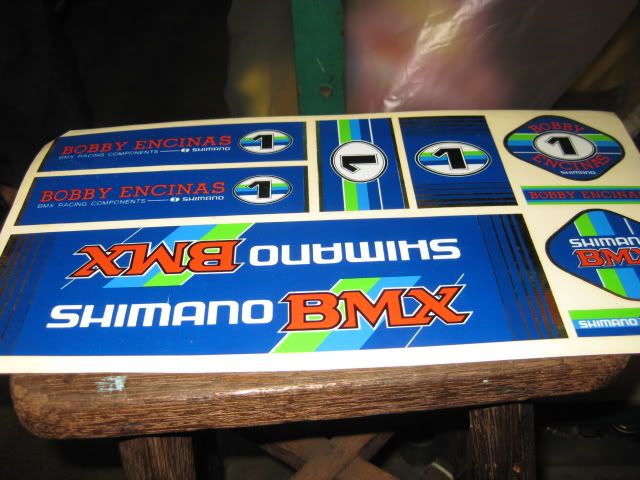 BOBBY ENCINAS 1
BMX RACING COMPONENTS SHIMANO
BOBBY ENCINAS 1
BMX RACING COMPONENTS SHIMANO
1
1
BOBBY
1
ENCINAS
SHIMANO
BOBBY ENCINAS
SHIMANO BMX
SHIMANO BMX
SHIMANO
BMX
SHIMANO